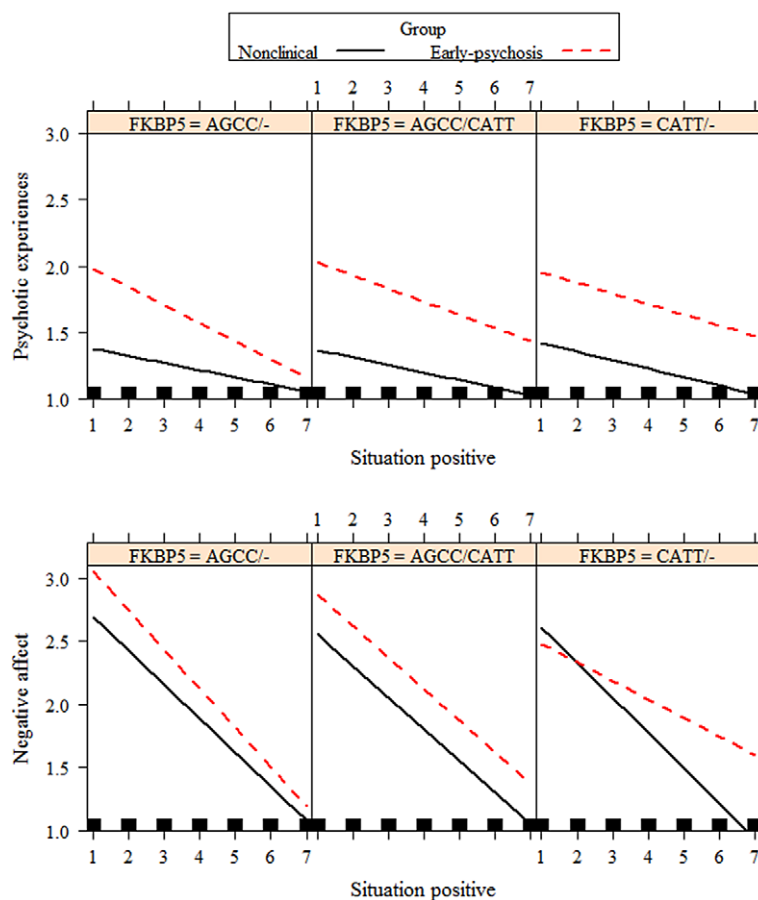 Group
Nonclinical Early-psychosis
1 2 3 4 5 6 7
FKBP5 = AGCC/- FKBP5 = AGCC/CATT FKBP5 = CATT/-
3.0
2.5
2.0
1.5
1.0
Psychotic experiences
1 2 3 4 5 6 7 1 2 3 4 5 6 7
Situation positive
1 2 3 4 5 6 7
FKBP5 = AGCC/- FKBP5 = AGCC/CATT FKBP5 = CATT/-
3.0
2.5
2.0
1.5
1.0
Negative affect
1 2 3 4 5 6 7 1 2 3 4 5 6 7
Situation positive